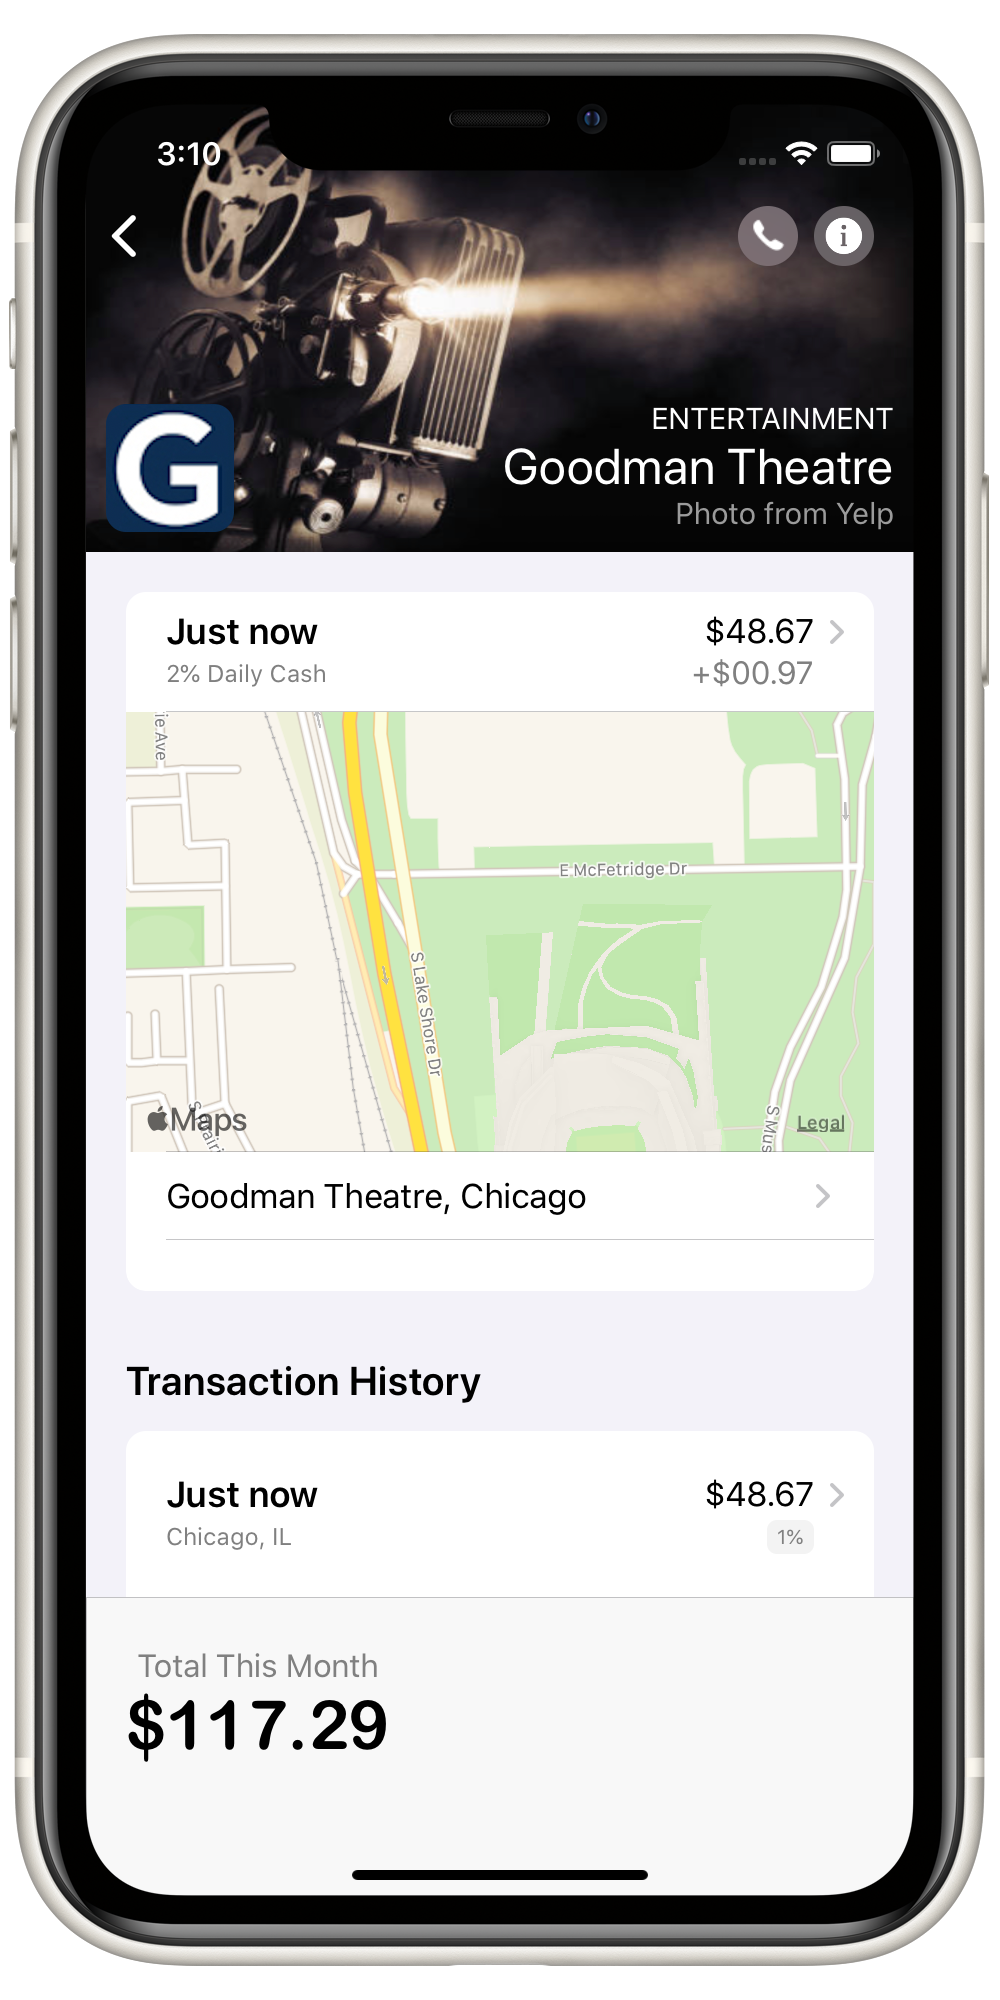 3:10
i
G
ENTERTAINMENT
Goodman Theatre
Photo from Yelp
Just now
$48.67
2% Daily Cash
+$00.97
ie Ave
E McFetridge Dr
S Lake Shore Dr
S Mus
Maps
Legal
Goodman Theatre, Chicago
Transaction History
Just now
$48.67
Chicago, IL
1%
Total This Month
$117.29